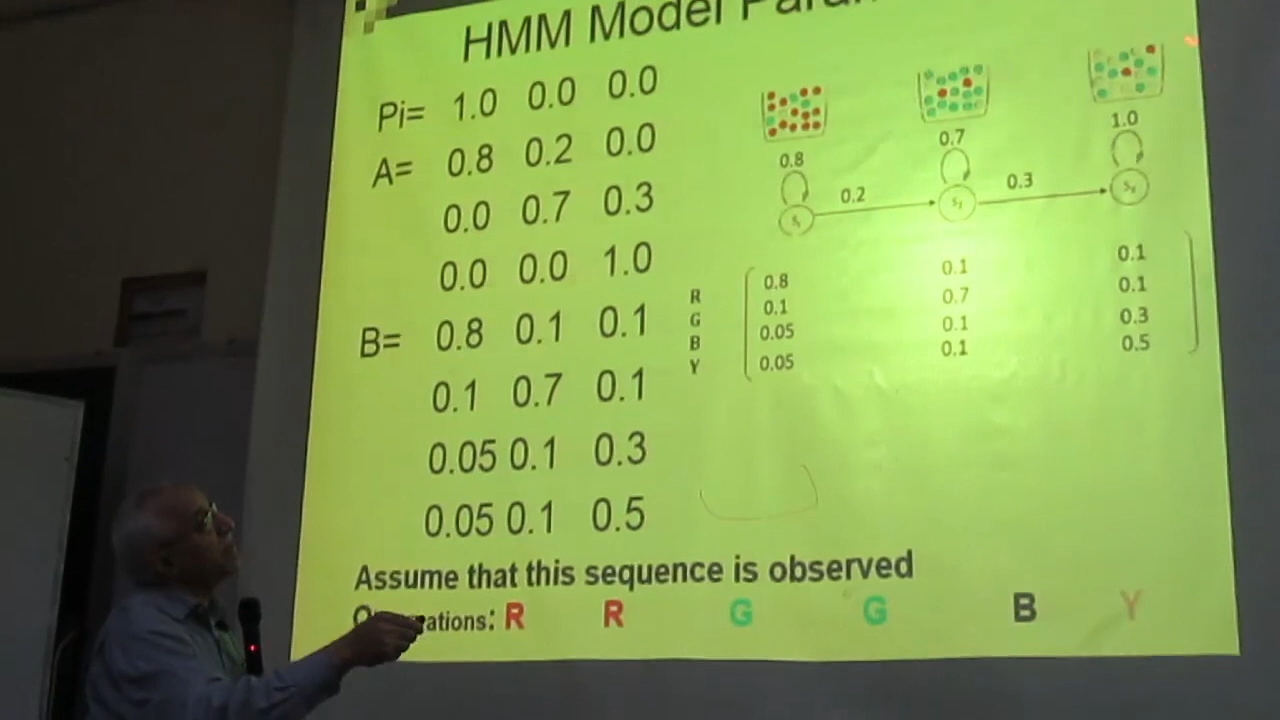 HMM Model
Pi= 1.0 0.0 0.0
A= 0.8 0.2 0.0
0.0 0.7 0.3
0.0 0.0 1.0
B= 0.8 0.1 0.1
0.1 0.7 0.1
0.05 0.1 0.3
0.05 0.1 0.5
0.8 0.7 1.0
0.2 0.3
R 0.8 0.1 0.1
G 0.1 0.7 0.1
B 0.05 0.1 0.3
Y 0.05 0.1 0.5
Assume that this sequence is observed
R R G G B Y